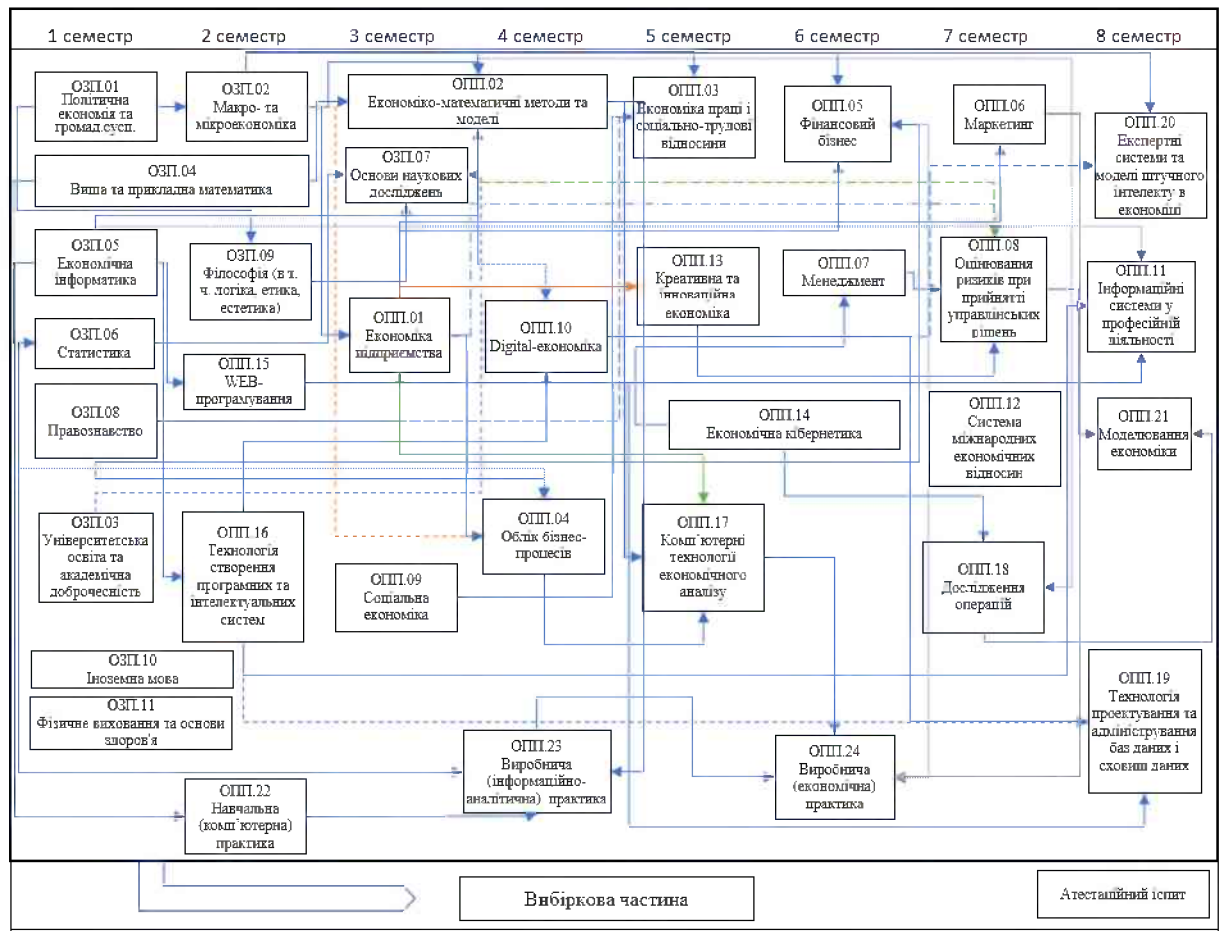 1 семестр
2 семестр
3 семестр
4 семестр
5 семестр
6 семестр
7 семестр
8 семестр
ОЗП.01
Політична
економія та
громад.сусп.
ОЗП.02
Макро- та
мікроекономіка
ОПП.02
Економіко-математичні методи та
моделі
ОПП.03
Економіка праці і
соціально-трудові
відносини
ОПП.05
Фінансовий
бізнес
ОПП.06
Маркетинг
ОПП.20
Експертні
системи та
моделі штучного
інтелекту в
економіці
ОЗП.04
Вища та прикладна математика
ОЗП.07
Основи наукових
досліджень
ОЗП.05
Економічна
інформатика
ОЗП.09
Філософія (в т.
ч. логіка, етика,
естетика)
ОПП.13
Креативна та
інноваційна
економіка
ОПП.07
Менеджмент
ОПП.08
Оцінювання
ризиків при
прийнятті
управлінських
рішень
ОПП.11
Інформаційні
системи у
професійній
діяльності
ОЗП.06
Статистика
ОПП.01
Економіка
підприємства
ОПП.10
Digital-економіка
ОПП.15
WEB-
програмування
ОЗП.08
Правознавство
ОПП.14
Економічна кібернетика
ОПП.12
Система
міжнародних
економічних
відносин
ОПП.21
Моделювання
економіки
ОЗП.03
Університетська
освіта та
академічна
доброчесність
ОПП.16
Технологія
створення
програмних та
інтелектуальних
систем
ОПП.04
Облік бізнес-
процесів
ОПП.17
Комп’ютерні
технології
економічного
аналізу
ОПП.09
Соціальна
економіка
ОПП.18
Дослідження
операцій
ОЗП.10
Іноземна мова
ОЗП.11
Фізичне виховання та основи
здоров'я
ОПП.19
Технологія
проектування та
адміністрування
баз даних і
сховищ даних
ОПП.23
Виробнича
(інформаційно-
аналітична) практика
ОПП.24
Виробнича
(економічна)
практика
ОПП.22
Навчальна
(комп’ютерна)
практика
Вибіркова частина
Атестаційний іспит